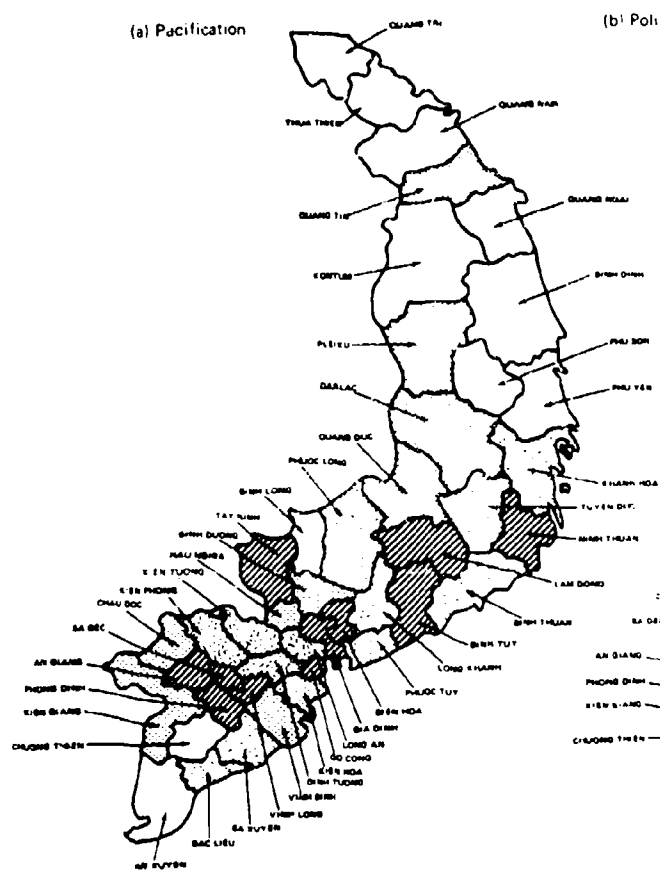 (a) Pacification
QUANG TRI
THUA THIEN
QUANG NAM
QUANG TIN
QUANG NGAI
KONTUM
BINH DINH
PLEIKU
PHU BON
DARLAC
PHU YEN
QUANG DUC
PHUOC LONG
KHANH HOA
BINH LONG
TUYEN DUC
TAY NINH
NINH THUAN
BINH DUONG
HAU NGHIA
LAM DONG
KIEN TUONG
KIEN PHONG
BINH THUAN
CHAU DOC
BINH TUY
SA DEC
LONG KHANH
AN GIANG
AN GIANG
PHUOC TUY
PHONG DINH
PHONG DINH
BIEN HOA
KIEN GIANG
KIEN GIANG
GIA DINH
CHUONG THIEN
CHUONG THIEN
LONG AN
GO CONG
KIEN HOA
DINH TUONG
VINH BINH
VINH LONG
BA XUYEN
BAC LIEU
AN XUYEN